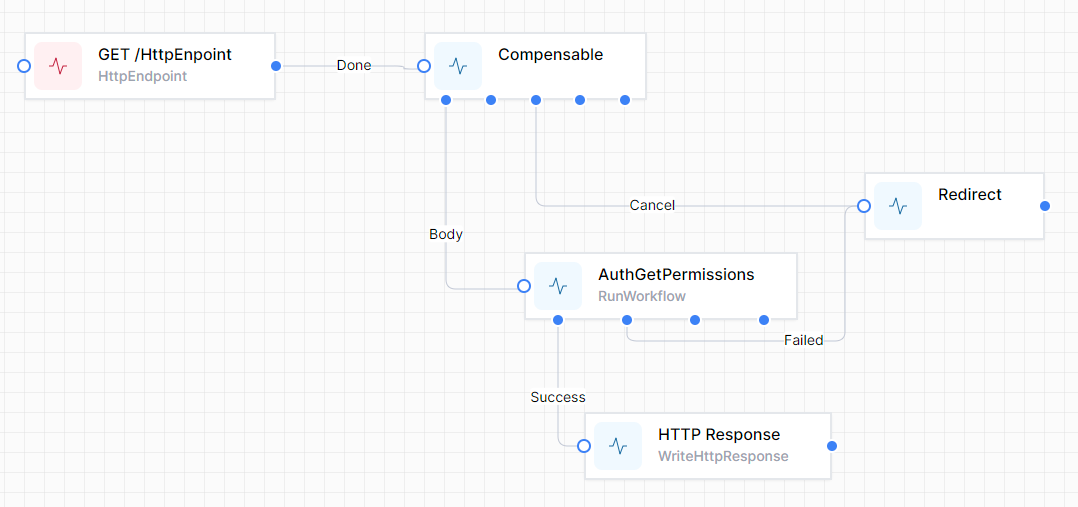 GET /HttpEnpoint
HttpEndpoint
Done
Compensable
Cancel
Redirect
Body
AuthGetPermissions
RunWorkflow
Failed
Success
HTTP Response
WriteHttpResponse